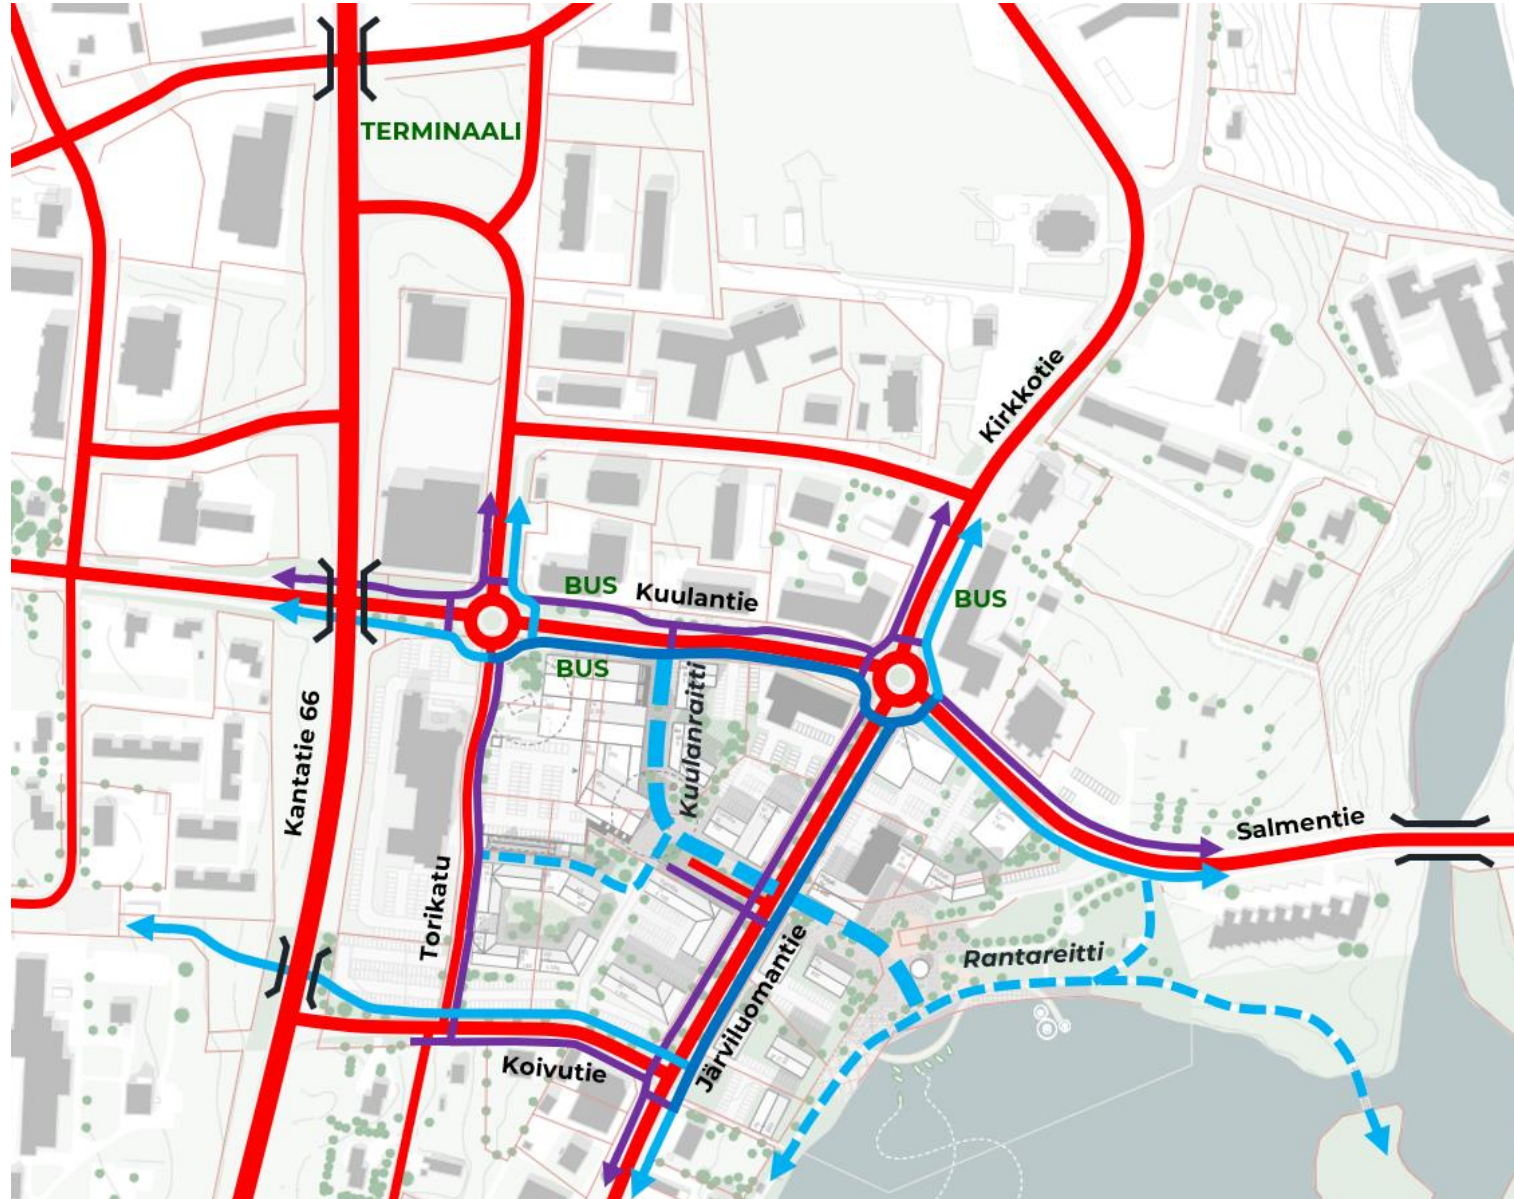 TERMINAALI
Kirkkotie
BUS
Kuulantie
BUS
BUS
Kuulanraitti
Kantatie 66
Salmentie
Torikatu
Rantareitti
Järviluomantie
Koivutie